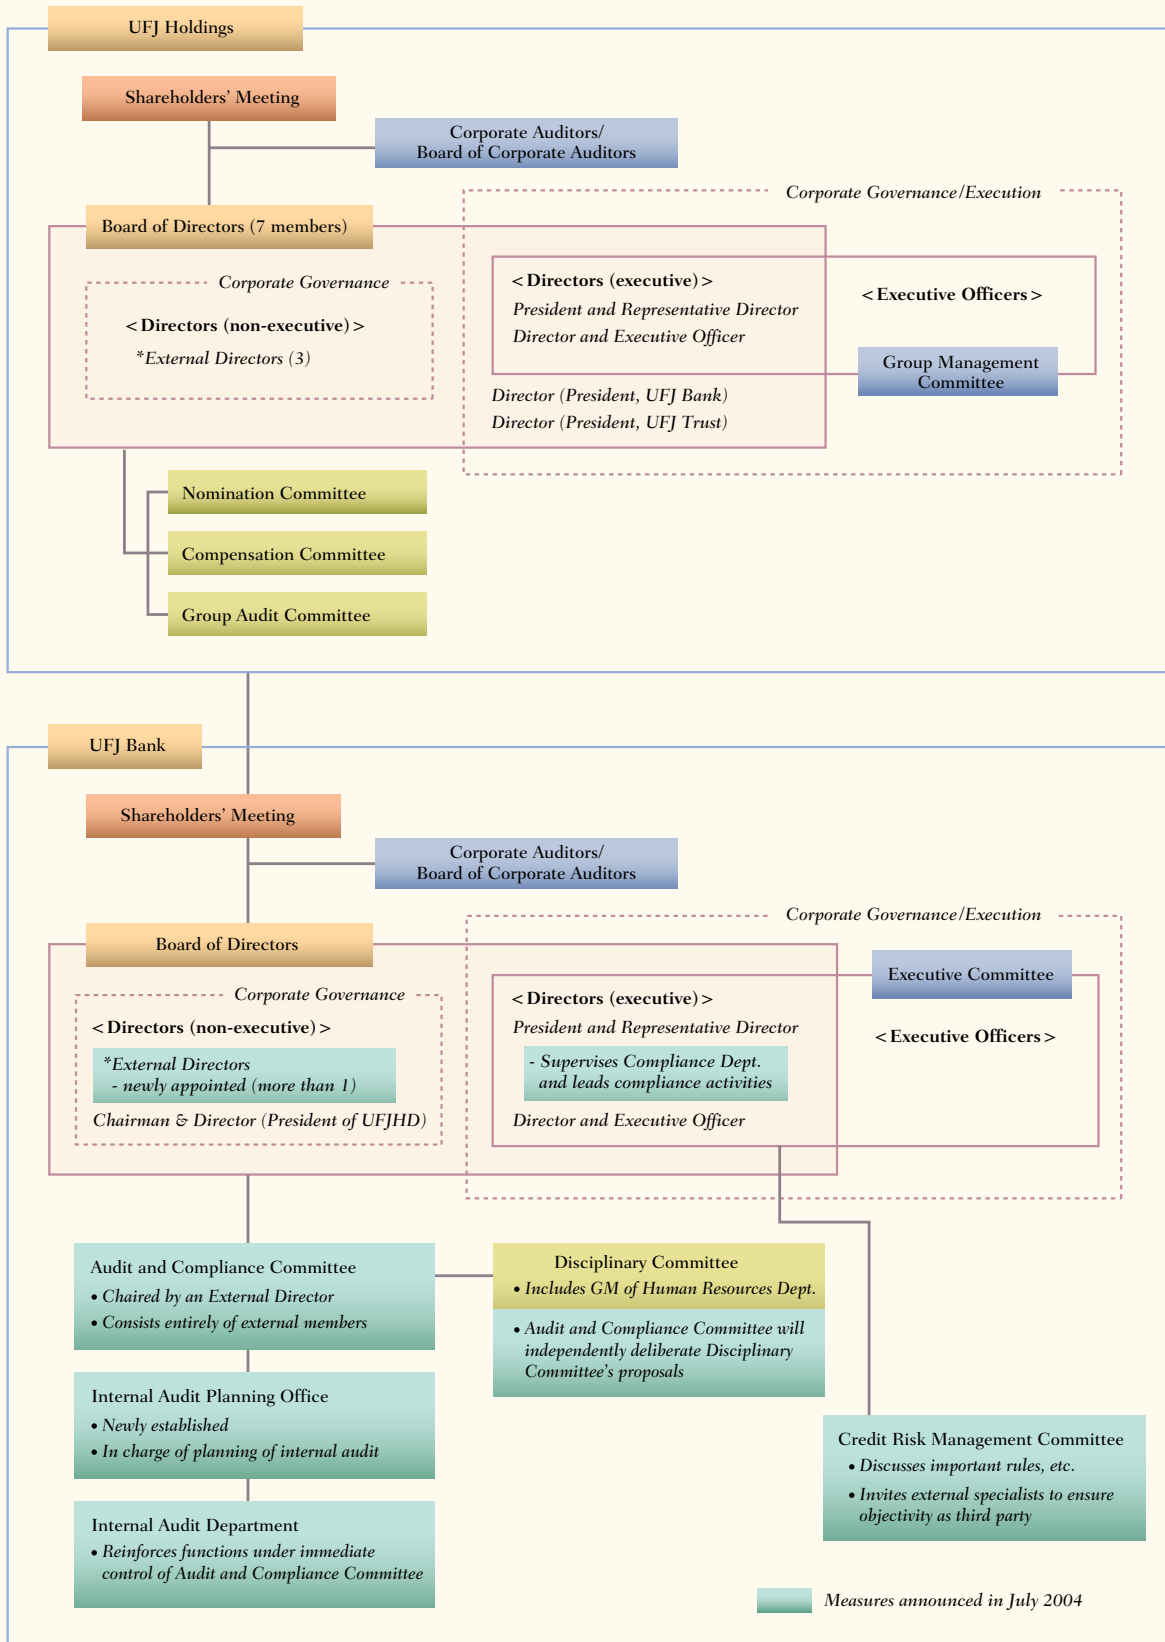 UFJ Holdings
Shareholders’ Meeting
Corporate Auditors/
Board of Corporate Auditors
Corporate Governance/Execution
Board of Directors (7 members)
Corporate Governance
<Directors (non-executive)>
*External Directors (3)
<Directors (executive)>
President and Representative Director
Director and Executive Officer
<Executive Officers>
Group Management
Committee
Director (President, UFJ Bank)
Director (President, UFJ Trust)
Nomination Committee
Compensation Committee
Group Audit Committee
UFJ Bank
Shareholders’ Meeting
Corporate Auditors/
Board of Corporate Auditors
Corporate Governance/Execution
Board of Directors
Corporate Governance
<Directors (non-executive)>
*External Directors
- newly appointed (more than 1)
Chairman & Director (President of UFJHD)
<Directors (executive)>
President and Representative Director
- Supervises Compliance Dept.
and leads compliance activities
Director and Executive Officer
Executive Committee
<Executive Officers>
Audit and Compliance Committee
• Chaired by an External Director
• Consists entirely of external members
Disciplinary Committee
• Includes GM of Human Resources Dept.
• Audit and Compliance Committee will
independently deliberate Disciplinary
Committee’s proposals
Internal Audit Planning Office
• Newly established
• In charge of planning of internal audit
Credit Risk Management Committee
• Discusses important rules, etc.
• Invites external specialists to ensure
objectivity as third party
Internal Audit Department
• Reinforces functions under immediate
control of Audit and Compliance Committee
Measures announced in July 2004